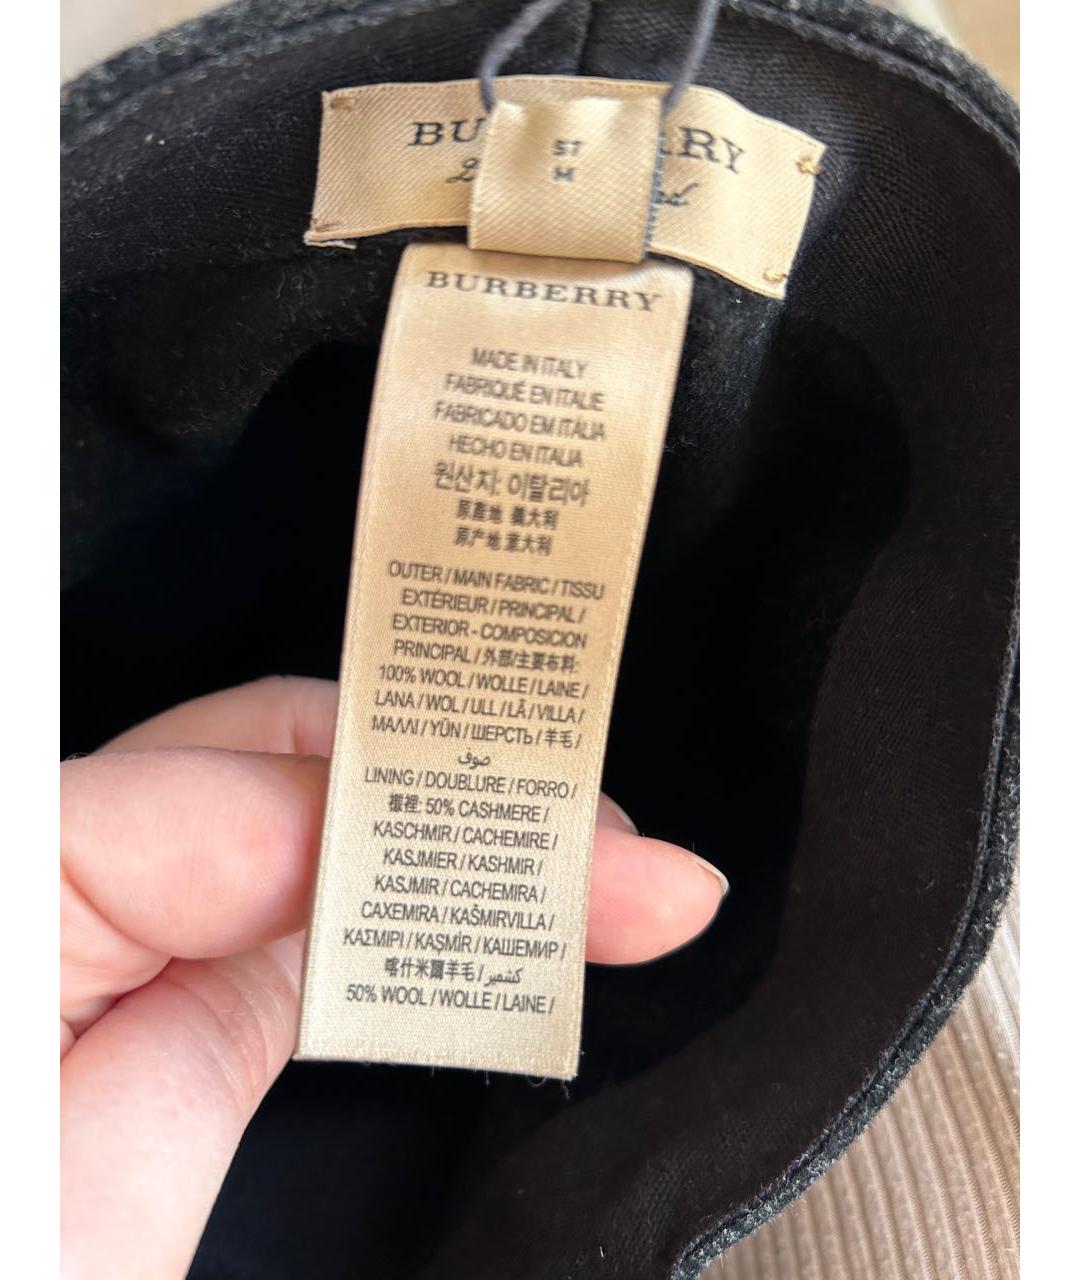 BU RRY
57
M
BURBERRY
MADE IN ITALY
FABRIQUÉ EN ITALIE
FABRICADO EM ITÁLIA
HECHO EN ITALIA
원산지: 이탈리아
原產地 義大利
原产地 意大利
OUTER / MAIN FABRIC / TISSU
EXTÉRIEUR / PRINCIPAL /
EXTERIOR - COMPOSICION
PRINCIPAL / 外部/主要布料:
100% WOOL / WOLLE / LAINE /
LANA / WOL / ULL / LÃ / VILLA /
ΜΑΛΛΙ / YÜN / ШЕРСТЬ / 羊毛 /
صوف
LINING / DOUBLURE / FORRO /
襯裡: 50% CASHMERE /
KASCHMIR / CACHEMIRE /
KASJMIER / KASHMIR /
KASJMIR / CACHEMIRA /
CAXEMIRA / KAŠMIRVILLA /
ΚΑΣΜΙΡΙ / KAŞMİR / КАШЕМИР /
喀什米爾羊毛 / كشمير /
50% WOOL / WOLLE / LAINE /